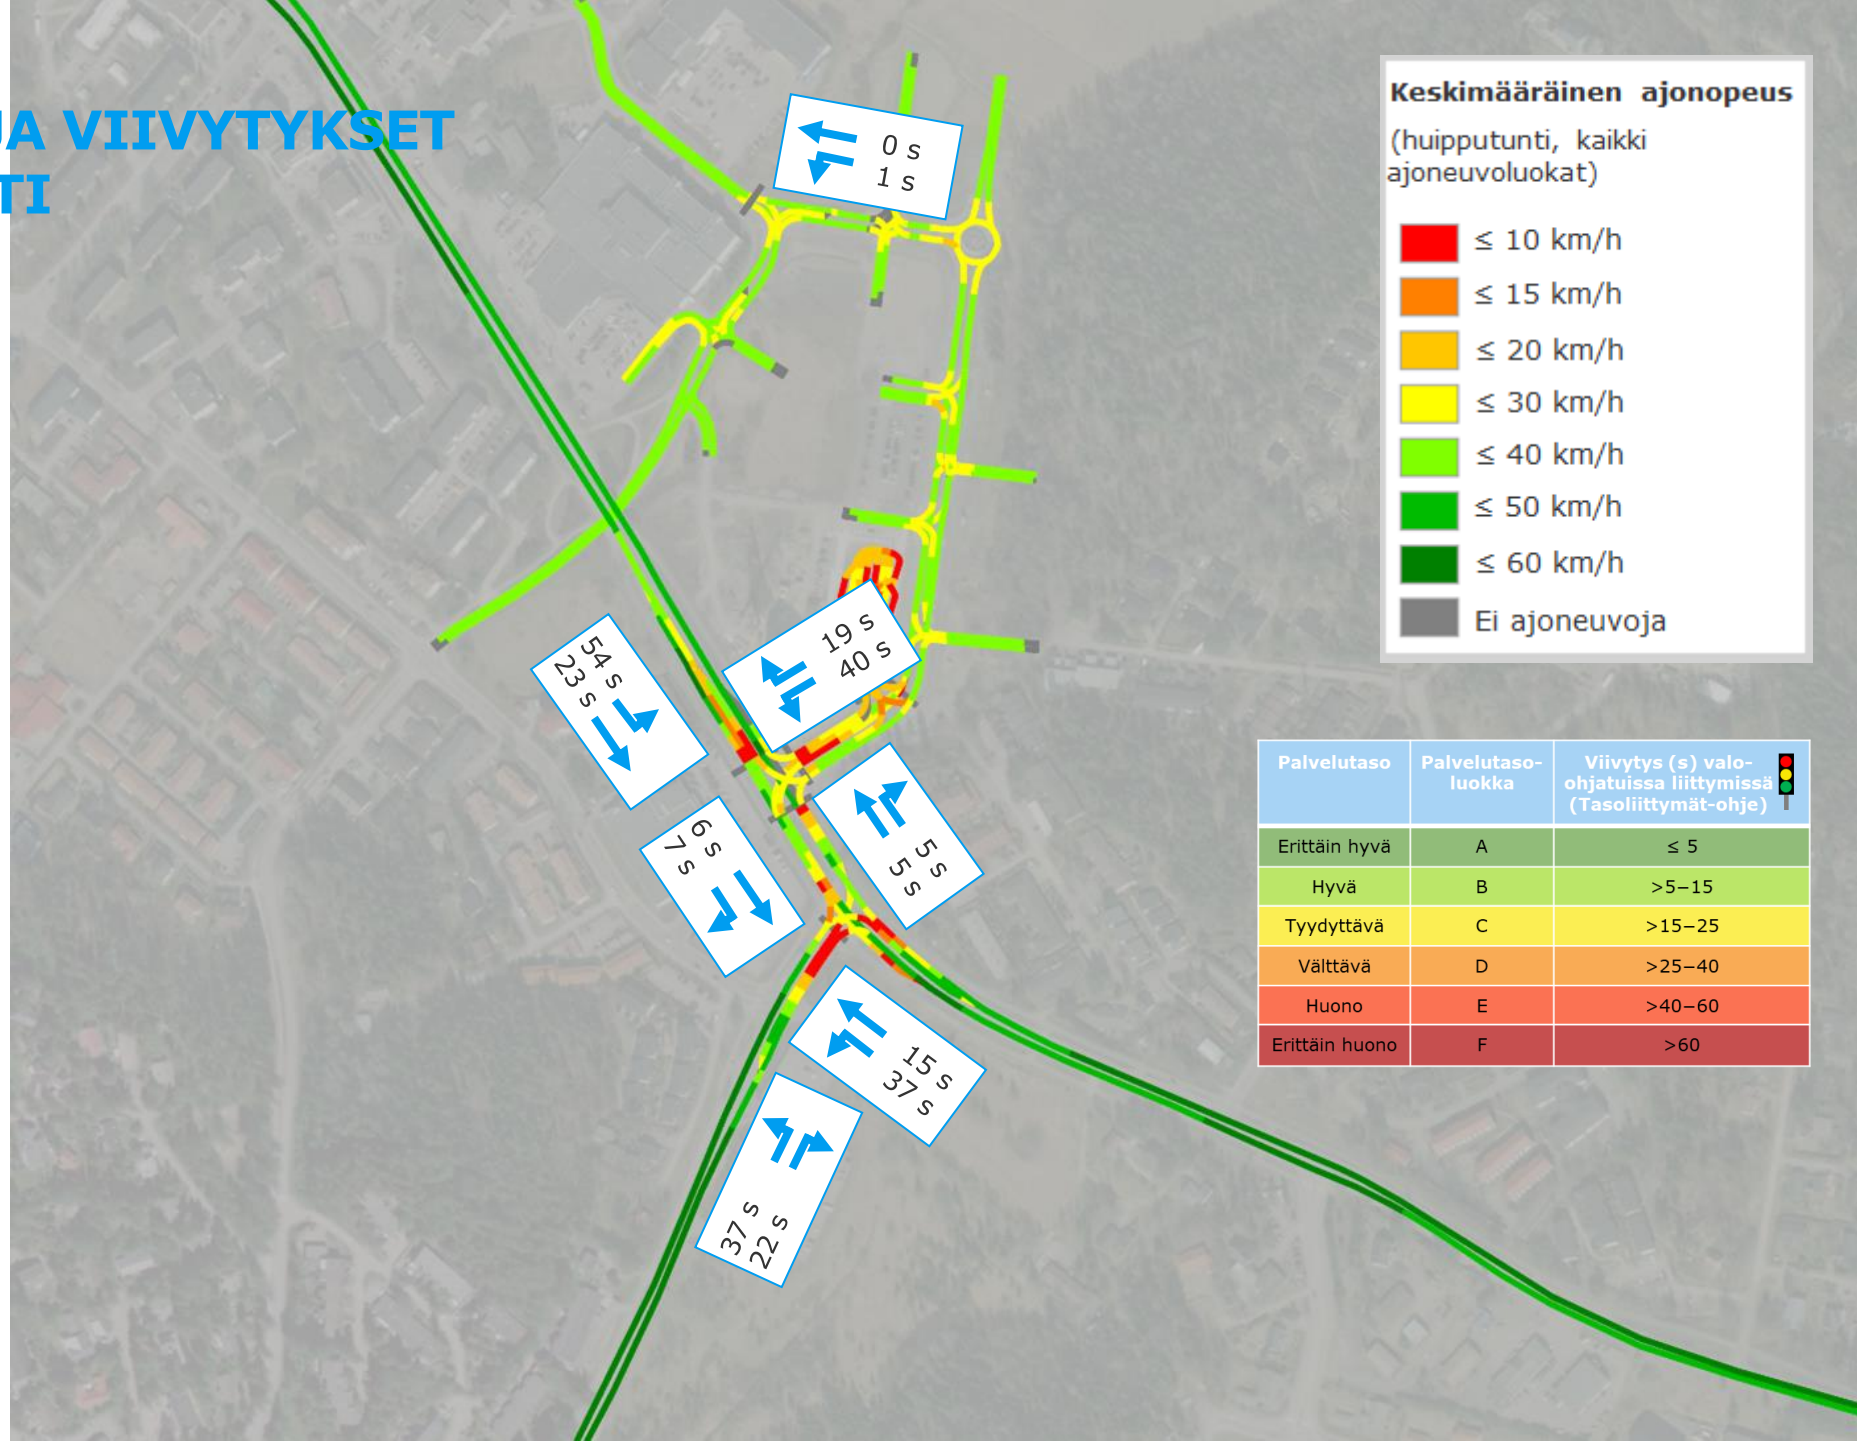 JA VIIVYTYKSET
TI
0 s
1 s
19 s
40 s
54 s
23 s
6 s
7 s
5 s
5 s
15 s
37 s
37 s
22 s
Keskimääräinen ajonopeus
(huipputunti, kaikki
ajoneuvoluokat)
≤ 10 km/h
≤ 15 km/h
≤ 20 km/h
≤ 30 km/h
≤ 40 km/h
≤ 50 km/h
≤ 60 km/h
Ei ajoneuvoja
Palvelutaso Palvelutaso-luokka Viivytys (s) valo-ohjatuissa liittymissä (Tasoliittymät-ohje)
Erittäin hyvä A ≤ 5
Hyvä B >5–15
Tyydyttävä C >15–25
Välttävä D >25–40
Huono E >40–60
Erittäin huono F >60